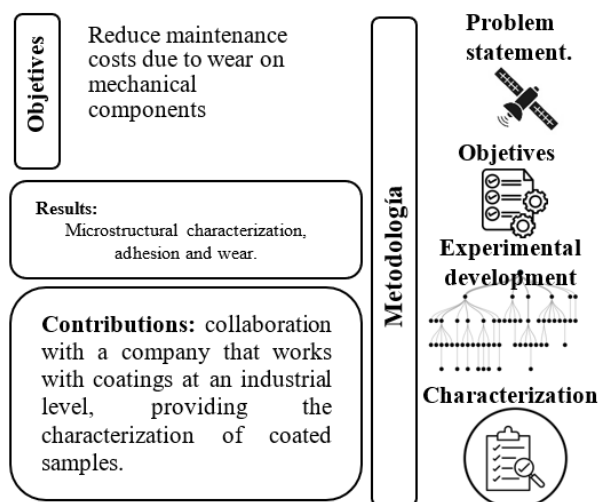 Objetives
Reduce maintenance
costs due to wear on
mechanical
components
Results:
Microstructural characterization,
adhesion and wear.
Contributions: collaboration
with a company that works
with coatings at an industrial
level, providing the
characterization of coated
samples.
Metodología
Problem
statement.
Objetives
Experimental
development
Characterization